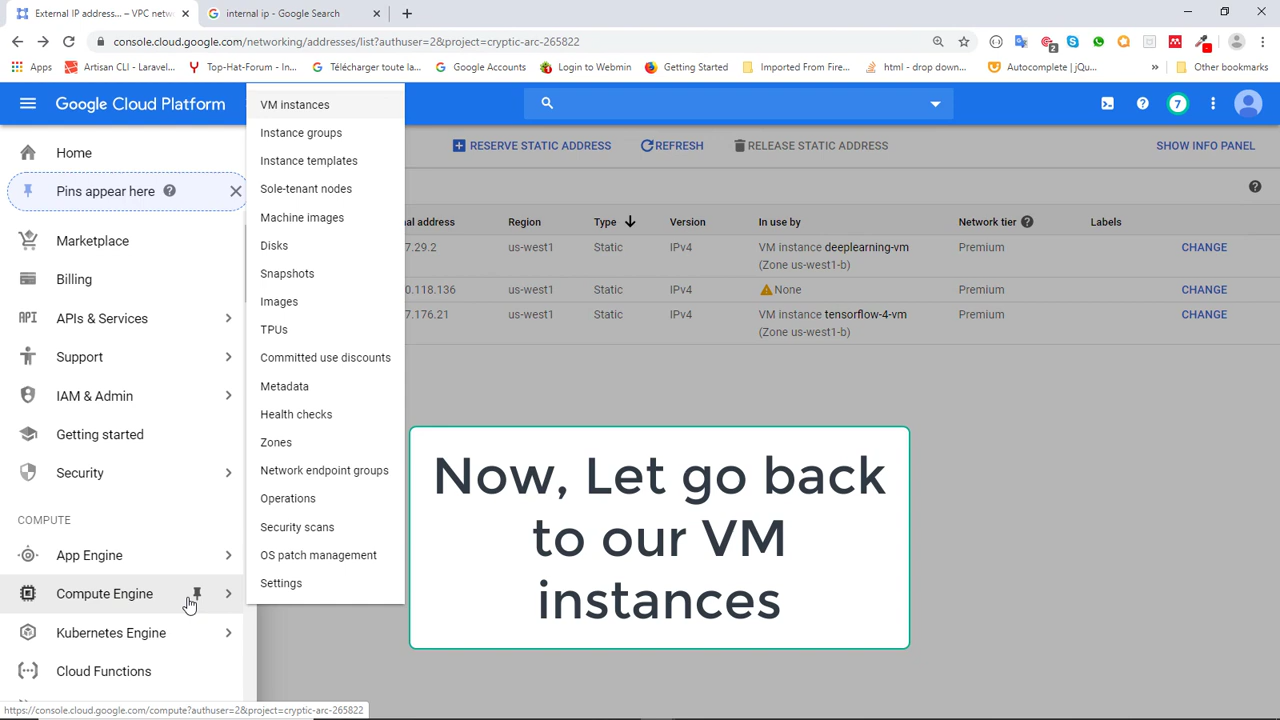 External IP address... – VPC netw
internal ip - Google Search
console.cloud.google.com/networking/addresses/list?authuser=2&project=cryptic-arc-265822
2
Apps
Artisan CLI - Laravel...
Top-Hat-Forum - In...
Télécharger toute la...
Google Accounts
Login to Webmin
Getting Started
Imported From Fire...
html - drop down...
Autocomplete | jQu...
»
Other bookmarks
Google Cloud Platform
7
Home
Pins appear here
Marketplace
Billing
API APIs & Services
Support
IAM & Admin
Getting started
Security
COMPUTE
App Engine
Compute Engine
Kubernetes Engine
Cloud Functions
https://console.cloud.google.com/compute?authuser=2&project=cryptic-arc-265822
VM instances
Instance groups
Instance templates
Sole-tenant nodes
Machine images
Disks
Snapshots
Images
TPUs
Committed use discounts
Metadata
Health checks
Zones
Network endpoint groups
Operations
Security scans
OS patch management
Settings
RESERVE STATIC ADDRESS
REFRESH
RELEASE STATIC ADDRESS
SHOW INFO PANEL
nal address Region Type Version In use by Network tier Labels
7.29.2 us-west1 Static IPv4 VM instance deeplearning-vm Premium CHANGE
(Zone us-west1-b)
0.118.136 us-west1 Static IPv4 None Premium CHANGE
7.176.21 us-west1 Static IPv4 VM instance tensorflow-4-vm Premium CHANGE
(Zone us-west1-b)
Now, Let go back
to our VM
instances